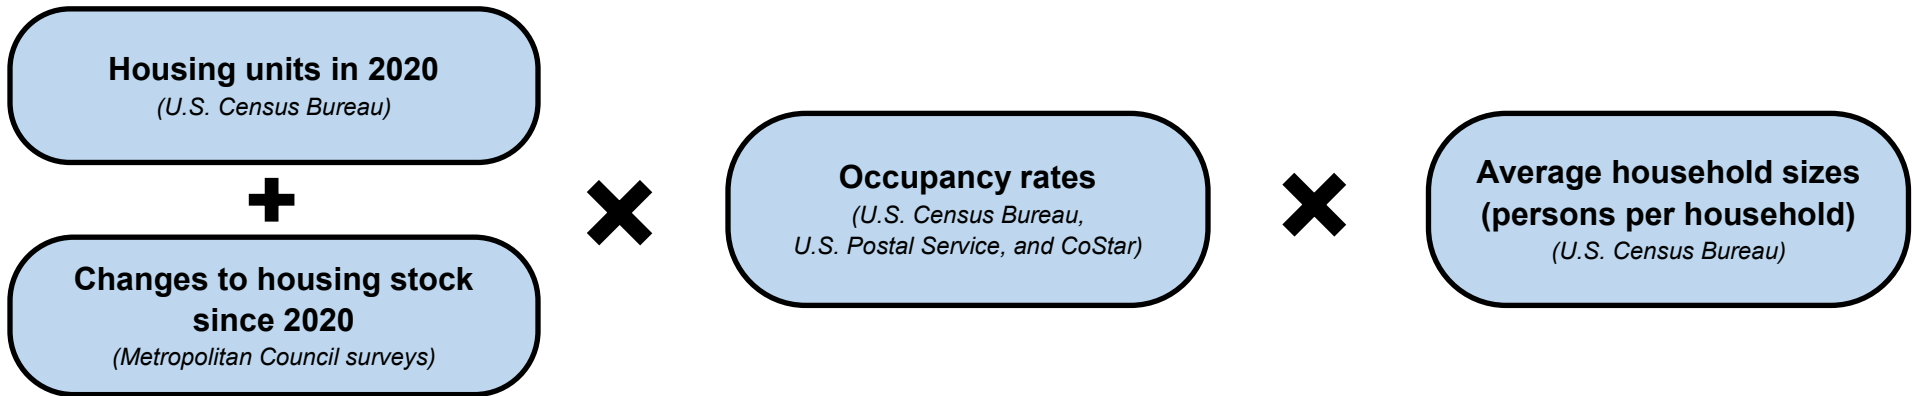 Housing units in 2020
(U.S. Census Bureau)
Changes to housing stock
since 2020
(Metropolitan Council surveys)
Occupancy rates
(U.S. Census Bureau,
U.S. Postal Service, and CoStar)
Average household sizes
(persons per household)
(U.S. Census Bureau)